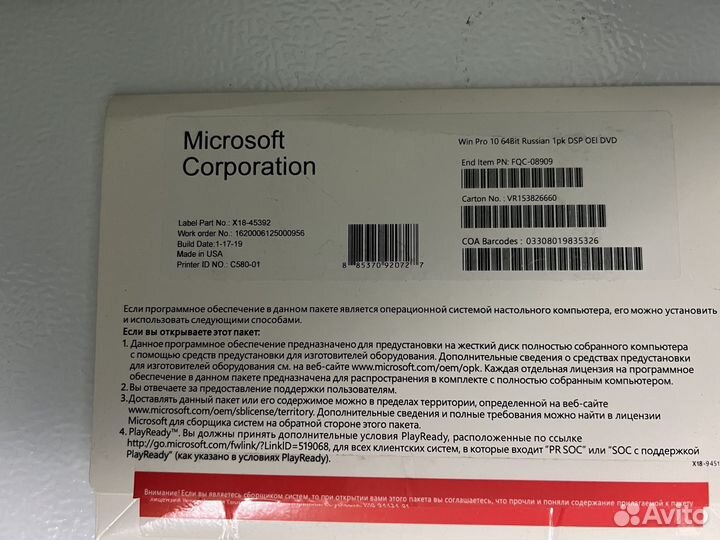 Microsoft
Corporation
Win Pro 10 64Bit Russian 1pk DSP OEI DVD
End Item PN: FQC-08909
Carton No. : VR153826660
COA Barcodes : 03308019835326
Label Part No.: X18-45392
Work order No.: 1620006125000956
Build Date:1-17-19
Made in USA
Printer ID NO.: C580-01
8 85370 92072 7
Если программное обеспечение в данном пакете является операционной системой настольного компьютера, его можно установить
и использовать следующими способами.
Если вы открываете этот пакет:
1. Данное программное обеспечение предназначено для предустановки на жесткий диск полностью собранного компьютера
с помощью средств предустановки для изготовителей оборудования. Дополнительные сведения о средствах предустановки
для изготовителей оборудования см. на веб-сайте www.microsoft.com/oem/opk. Каждая отдельная лицензия на программное
обеспечение в данном пакете предназначена для распространения в комплекте с полностью собранным компьютером.
2. Вы отвечаете за предоставление поддержки пользователям.
3. Доставлять данный пакет или его содержимое можно в пределах территории, определенной на веб-сайте
www.microsoft.com/oem/sblicense/territory. Дополнительные сведения и полные требования можно найти в лицензии
Microsoft для сборщика систем на обратной стороне этого пакета.
4. PlayReady™. Вы должны принять дополнительные условия PlayReady, расположенные по ссылке
http://go.microsoft.com/fwlink/?LinkID=519068, для всех клиентских систем, в которые входит "PR SOC" или "SOC с поддержкой
PlayReady" (как указано в условиях PlayReady).
X18-9451
Внимание! Если вы являетесь сборщиком систем, то при открытии вами этого пакета вы соглашаетесь, что прочли и поняли содержание прилагаемой к пакету
лицензии
Avito